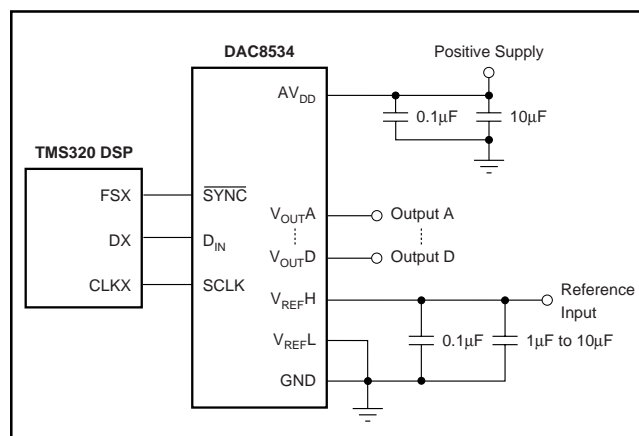 DAC8534
Positive Supply
AVDD
0.1µF
10µF
TMS320 DSP
FSX
SYNC
DX
DIN
CLKX
SCLK
VOUTA
Output A
VOUTD
Output D
VREFH
Reference
Input
VREFL
0.1µF
1µF to 10µF
GND